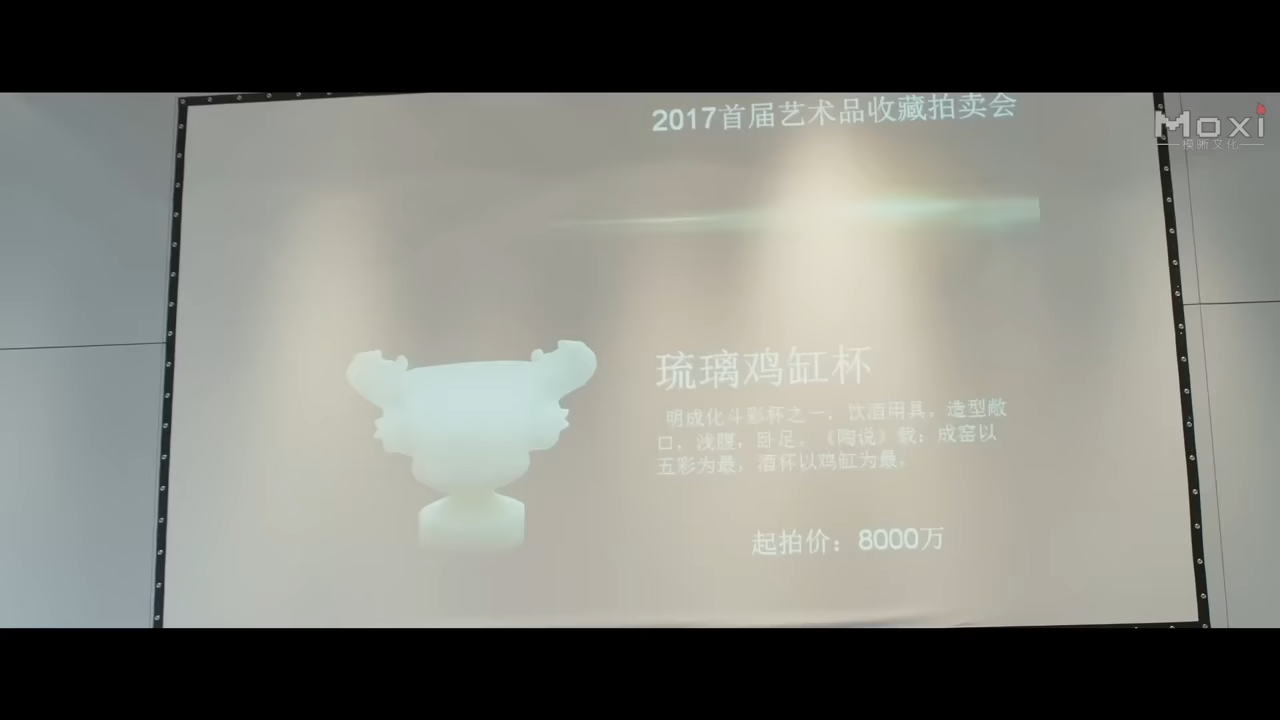 2017首届艺术品收藏拍卖会
Moxi
模晰文化
琉璃鸡缸杯
明成化斗彩杯之一，饮酒用具。造型敞
口，浅腹，卧足。《陶说》载：成窑以
五彩为最，酒杯以鸡缸为最。
起拍价：8000万